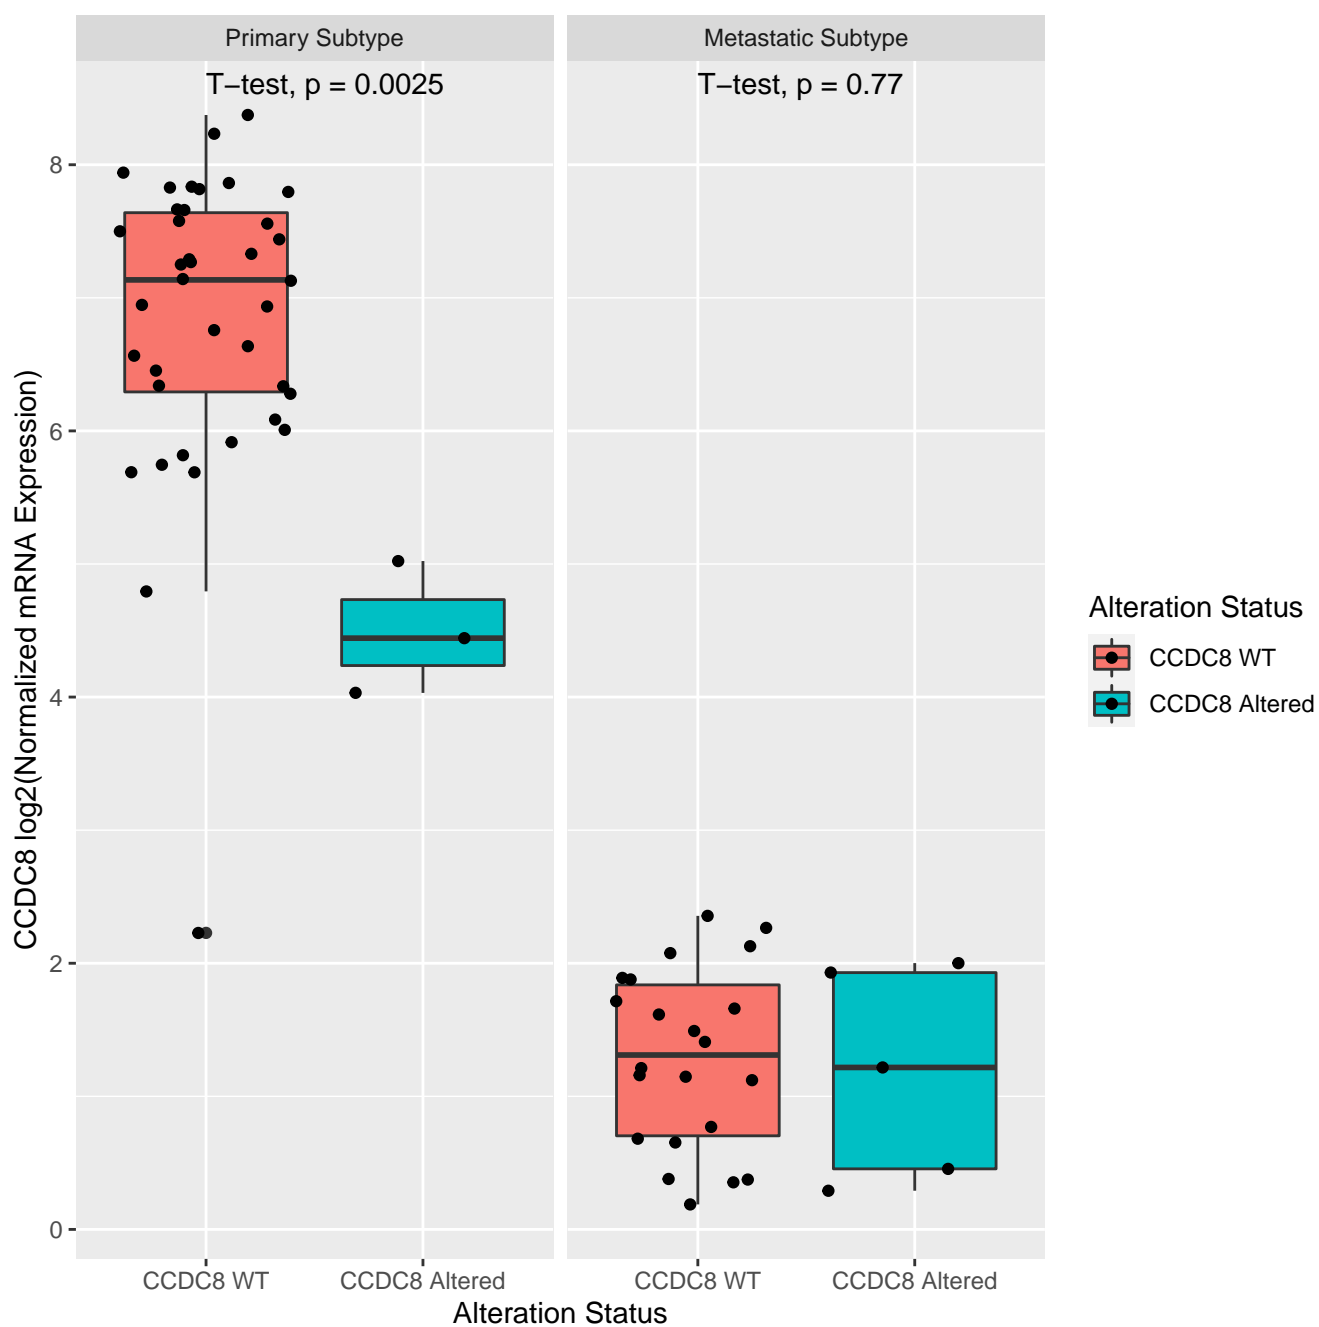 Primary Subtype
Metastatic Subtype
T−test, p = 0.0025
T−test, p = 0.77
8
6
4
2
0
CCDC8 log2(Normalized mRNA Expression)
CCDC8 WT
CCDC8 Altered
CCDC8 WT
CCDC8 Altered
Alteration Status
Alteration Status
CCDC8 WT
CCDC8 Altered